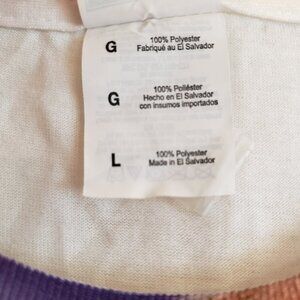 G
100% Polyester
Fabriqué au El Salvador
G
100% Poliéster
Hecho en El Salvador
con insumos importados
L
100% Polyester
Made in El Salvador